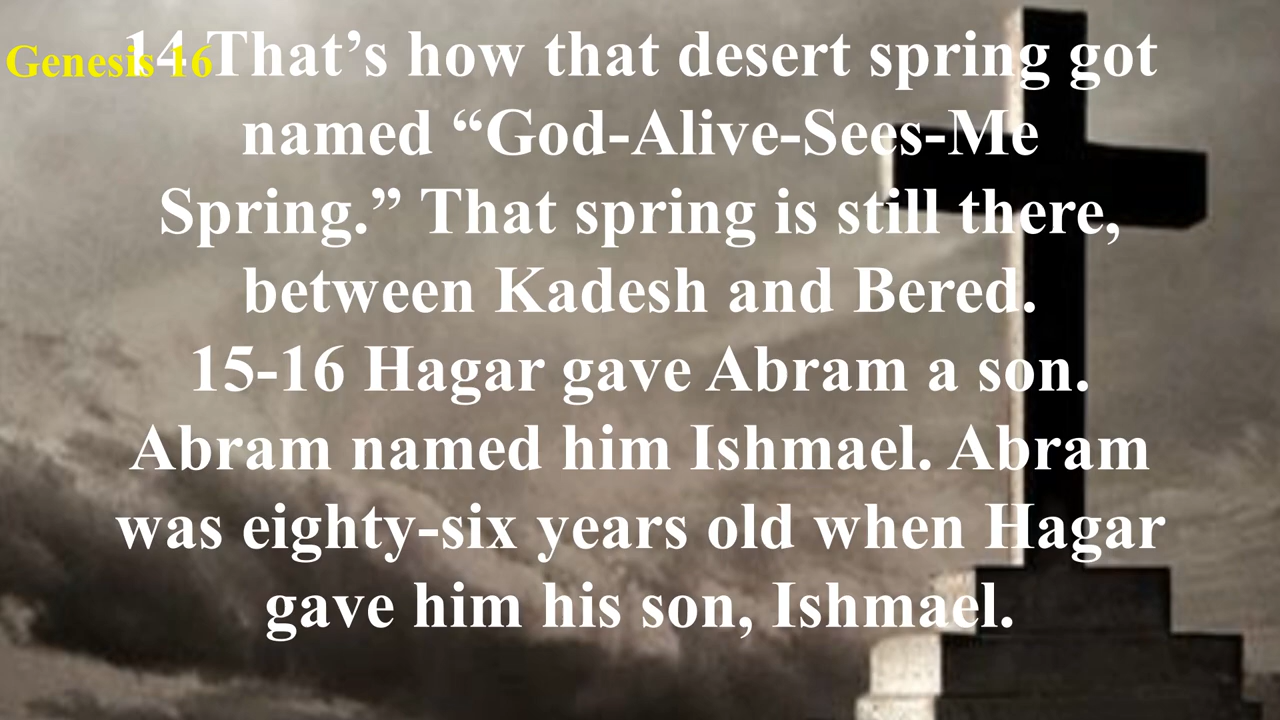 Genesis 16
14 That’s how that desert spring got
named “God-Alive-Sees-Me
Spring.” That spring is still there,
between Kadesh and Bered.
15-16 Hagar gave Abram a son.
Abram named him Ishmael. Abram
was eighty-six years old when Hagar
gave him his son, Ishmael.